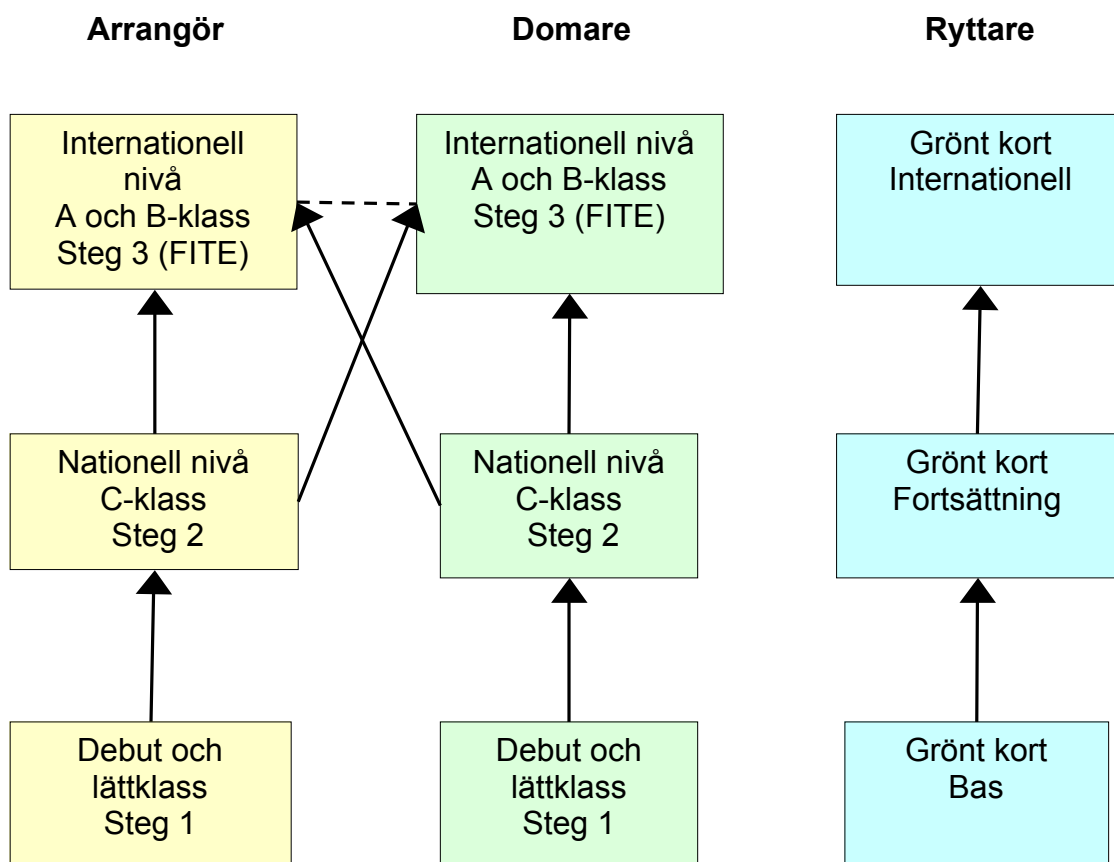 Arrangör
Domare
Ryttare
Internationell
nivå
A och B-klass
Steg 3 (FITE)
Internationell nivå
A och B-klass
Steg 3 (FITE)
Grönt kort
Internationell
Nationell nivå
C-klass
Steg 2
Nationell nivå
C-klass
Steg 2
Grönt kort
Fortsättning
Debut och
lättklass
Steg 1
Debut och
lättklass
Steg 1
Grönt kort
Bas